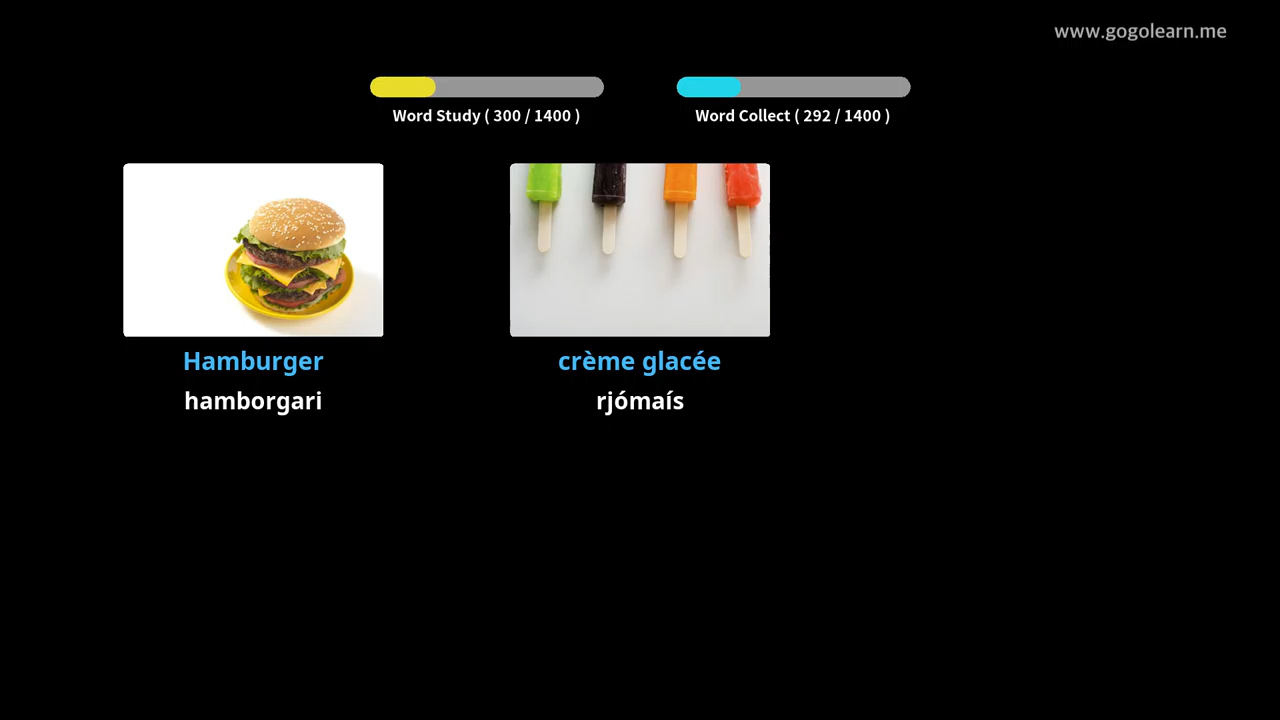 www.gogolearn.me
Word Study ( 300 / 1400 )
Word Collect ( 292 / 1400 )
Hamburger
hamborgari
crème glacée
rjómaís